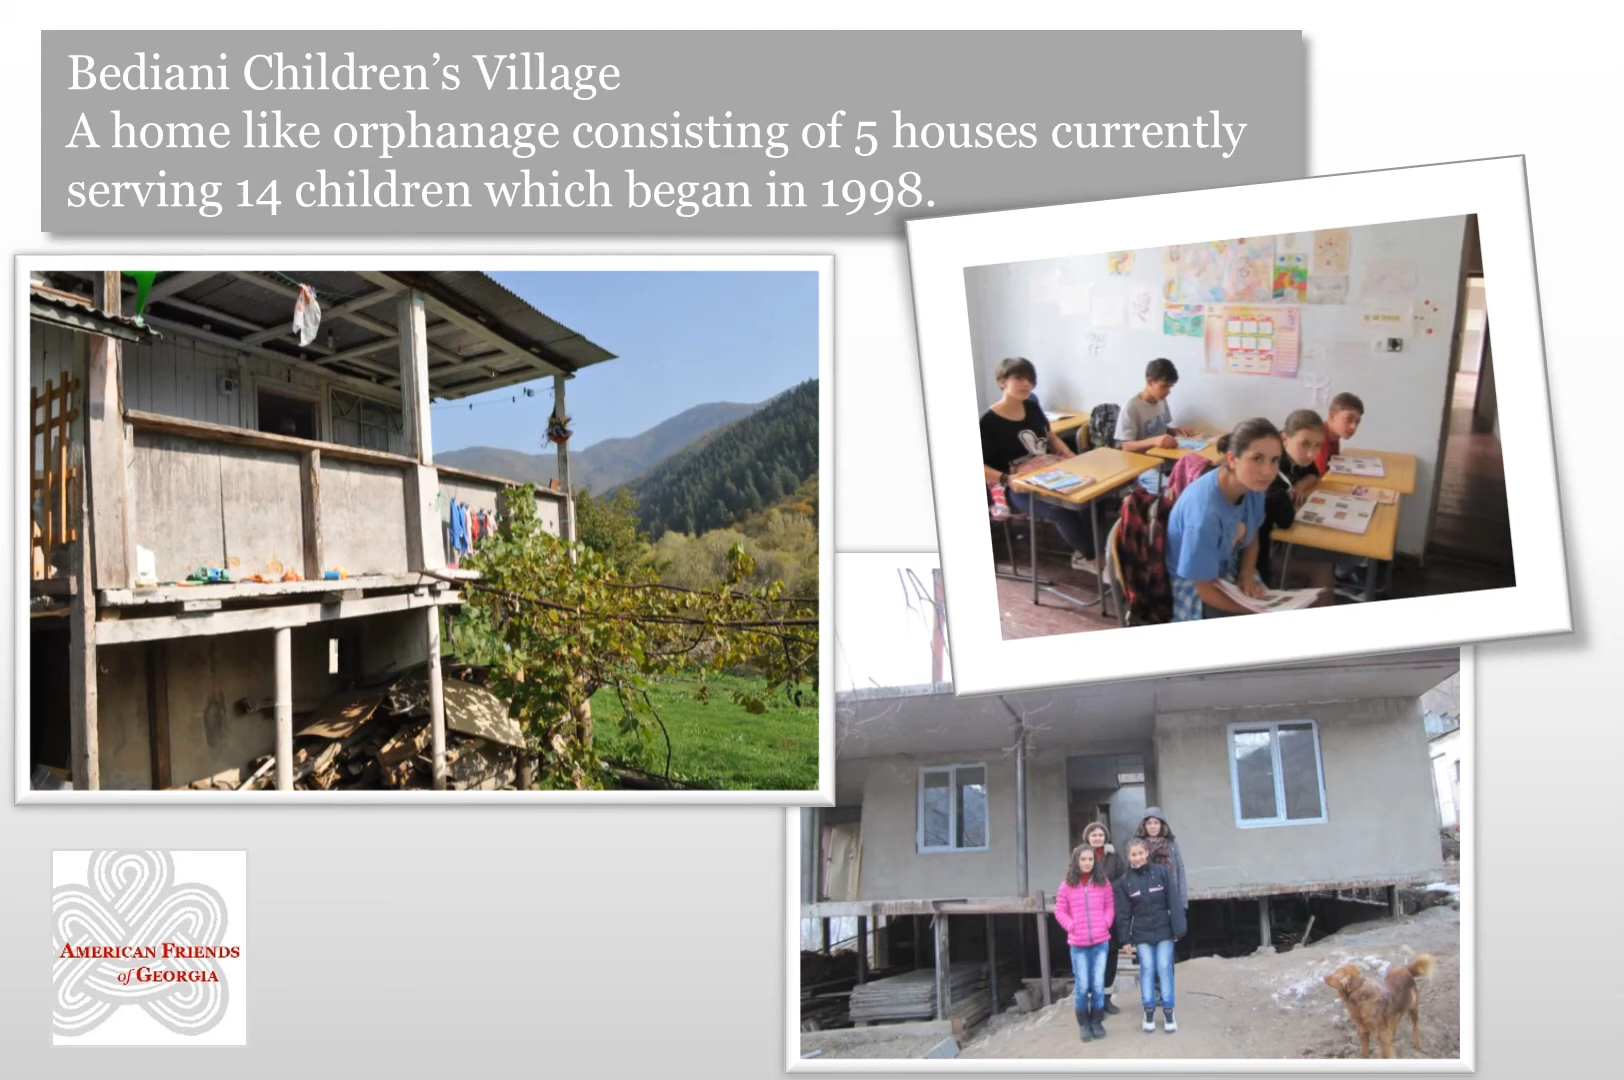 Bediani Children’s Village
A home like orphanage consisting of 5 houses currently
serving 14 children which began in 1998.
AMERICAN FRIENDS
of GEORGIA